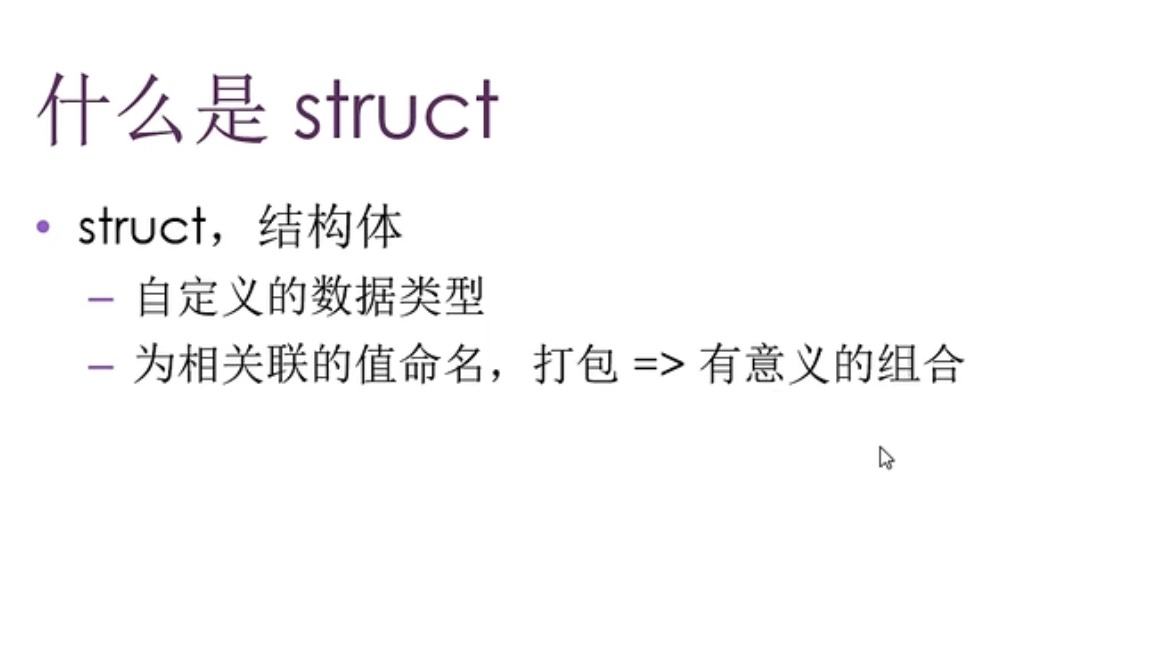 什么是 struct
• struct，结构体
– 自定义的数据类型
– 为相关联的值命名，打包 => 有意义的组合